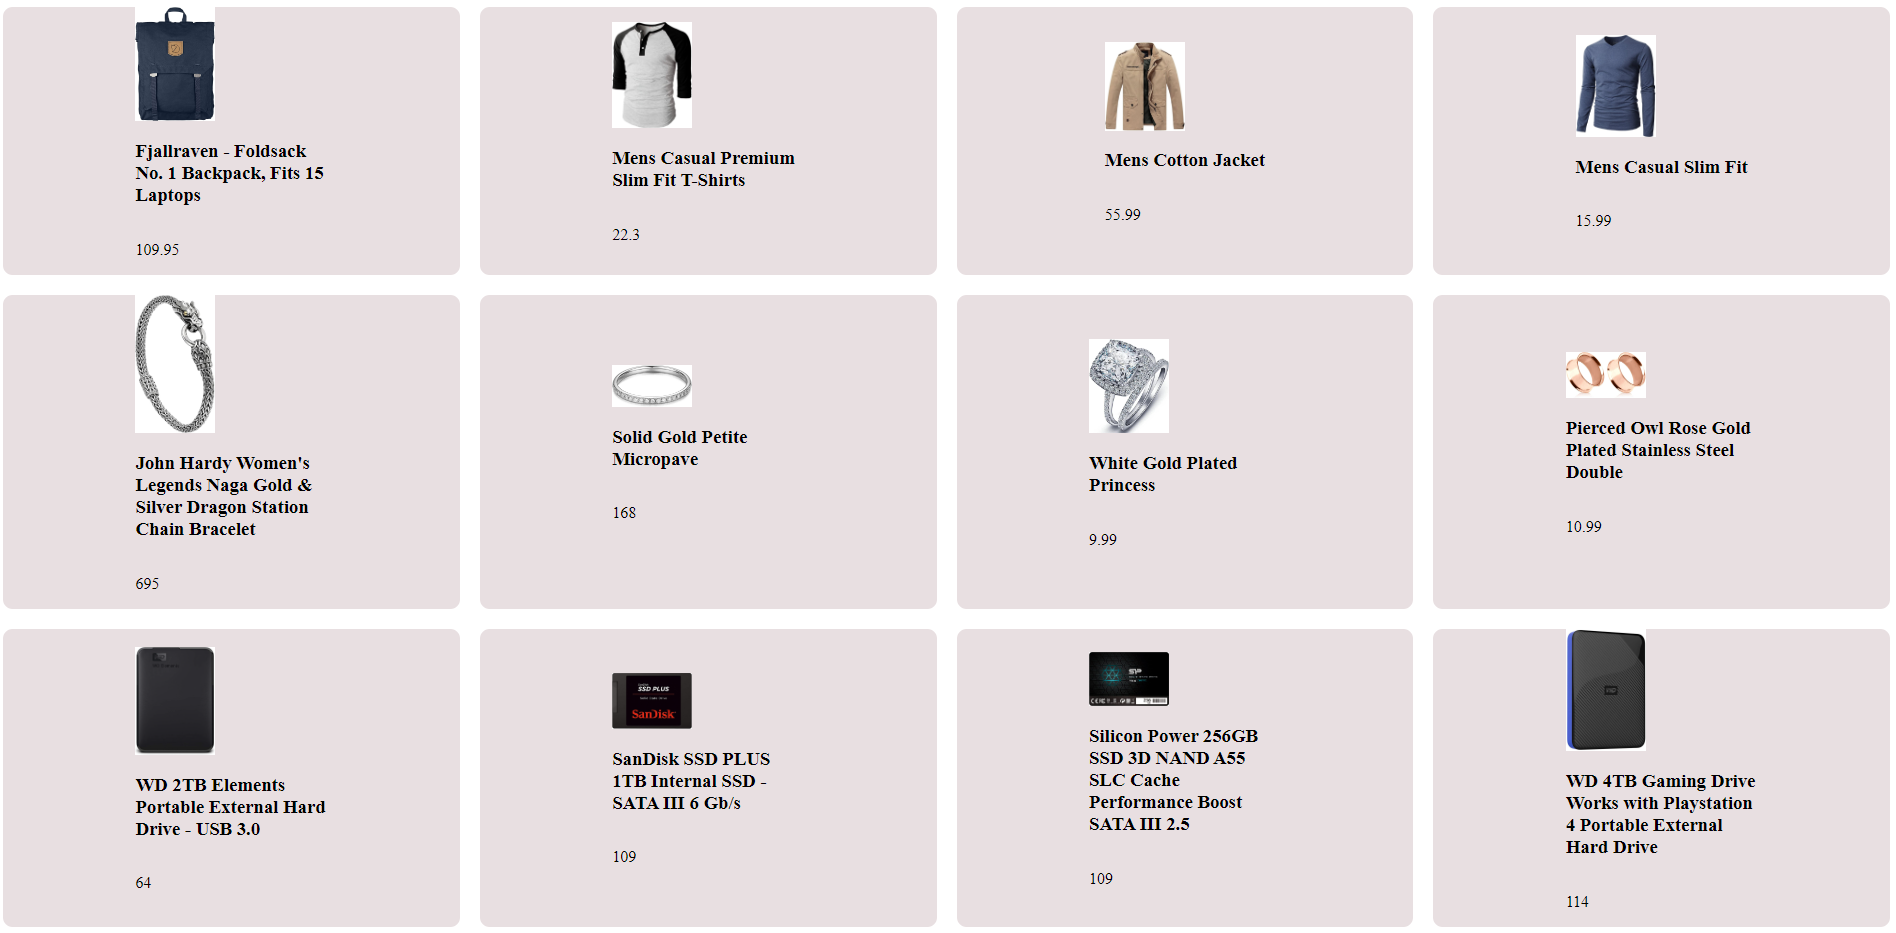 Fjallraven - Foldsack
No. 1 Backpack, Fits 15
Laptops
109.95
Mens Casual Premium
Slim Fit T-Shirts
22.3
Mens Cotton Jacket
55.99
Mens Casual Slim Fit
15.99
John Hardy Women's
Legends Naga Gold &
Silver Dragon Station
Chain Bracelet
695
Solid Gold Petite
Micropave
168
White Gold Plated
Princess
9.99
Pierced Owl Rose Gold
Plated Stainless Steel
Double
10.99
WD 2TB Elements
Portable External Hard
Drive - USB 3.0
64
SSD PLUS
SanDisk
SanDisk SSD PLUS
1TB Internal SSD -
SATA III 6 Gb/s
109
SP
Silicon Power 256GB
SSD 3D NAND A55
SLC Cache
Performance Boost
SATA III 2.5
109
WD
WD 4TB Gaming Drive
Works with Playstation
4 Portable External
Hard Drive
114